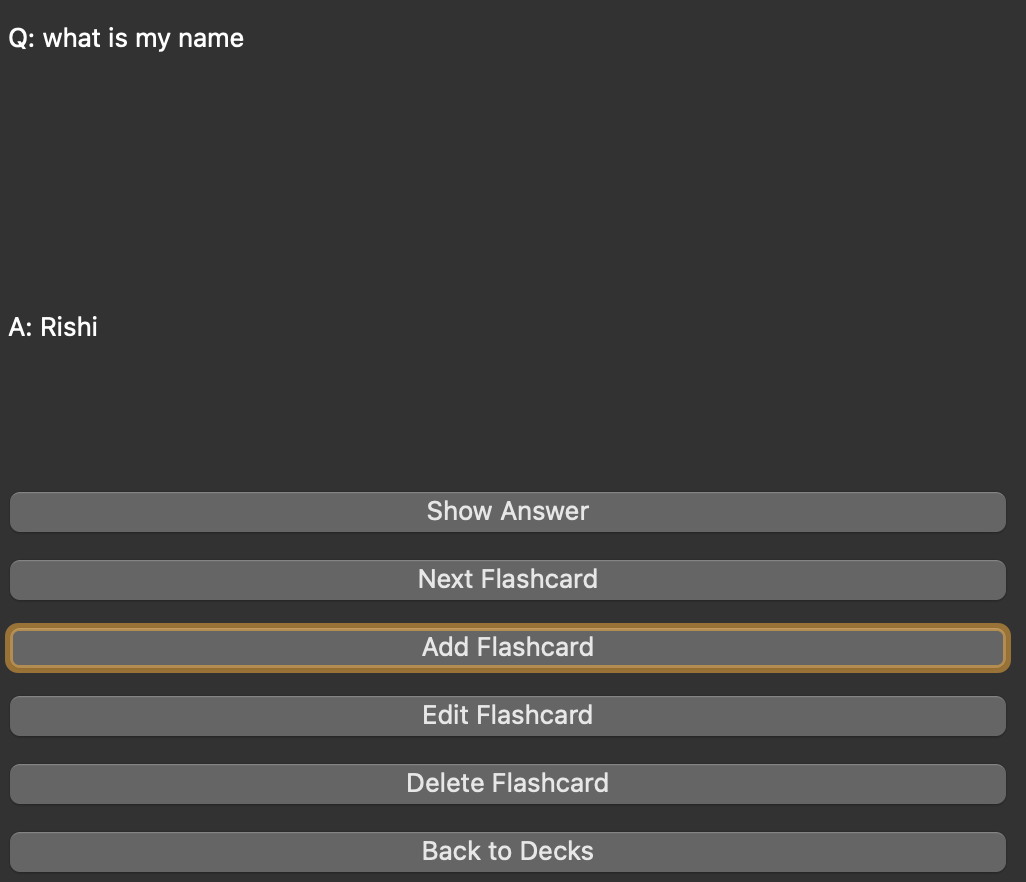 Q: what is my name
A: Rishi
Show Answer
Next Flashcard
Add Flashcard
Edit Flashcard
Delete Flashcard
Back to Decks